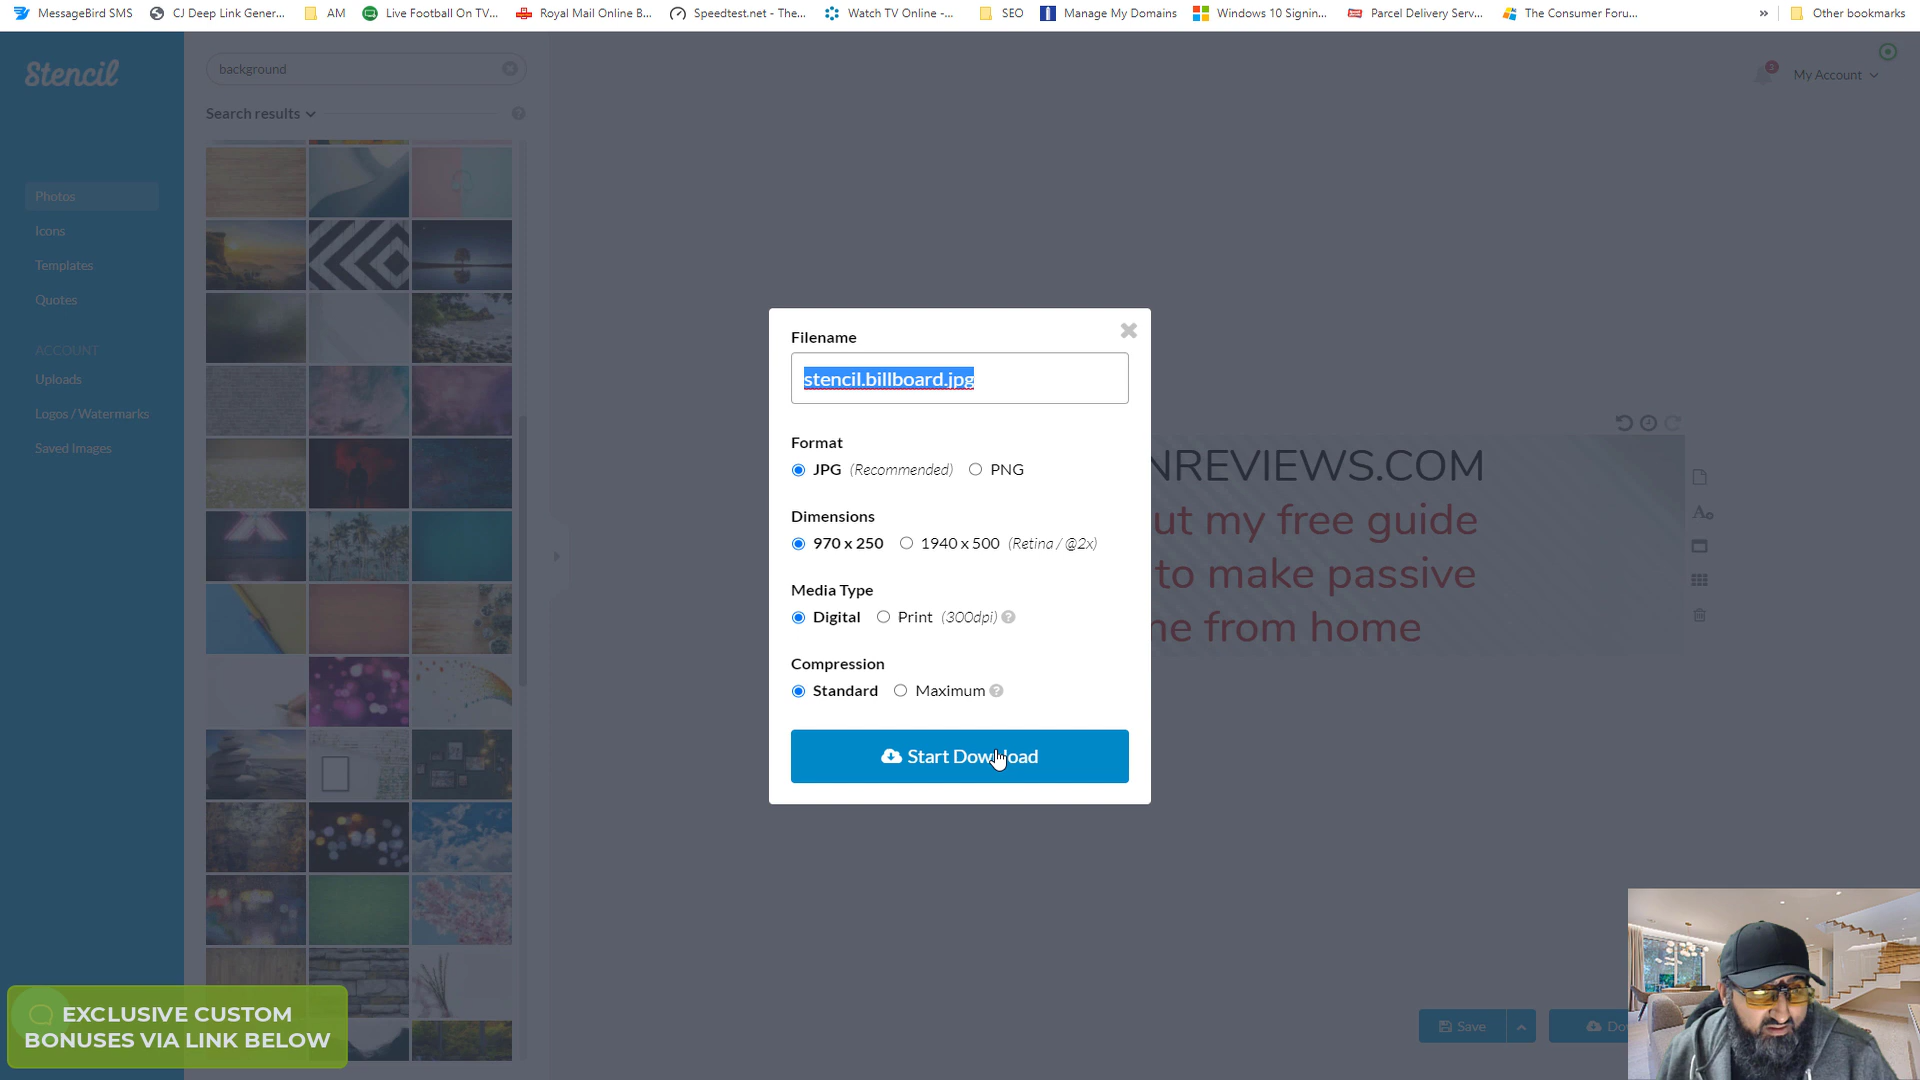 MessageBird SMS
CJ Deep Link Gener...
AM
Live Football On TV...
Royal Mail Online B...
Speedtest.net - The...
Watch TV Online -...
SEO
Manage My Domains
Windows 10 Signin...
Parcel Delivery Serv...
The Consumer Foru...
»
Other bookmarks
Stencil
background
Search results
1
My Account
Photos
Icons
Templates
Quotes
ACCOUNT
Uploads
Logos / Watermarks
Saved Images
Filename
stencil.billboard.jpg
Format
JPG (Recommended) PNG
Dimensions
970 x 250 1940 x 500 (Retina / @2x)
Media Type
Digital Print (300dpi)
Compression
Standard Maximum
Start Download
NREVIEWS.COM
ut my free guide
to make passive
ne from home
Save
Do
EXCLUSIVE CUSTOM
BONUSES VIA LINK BELOW